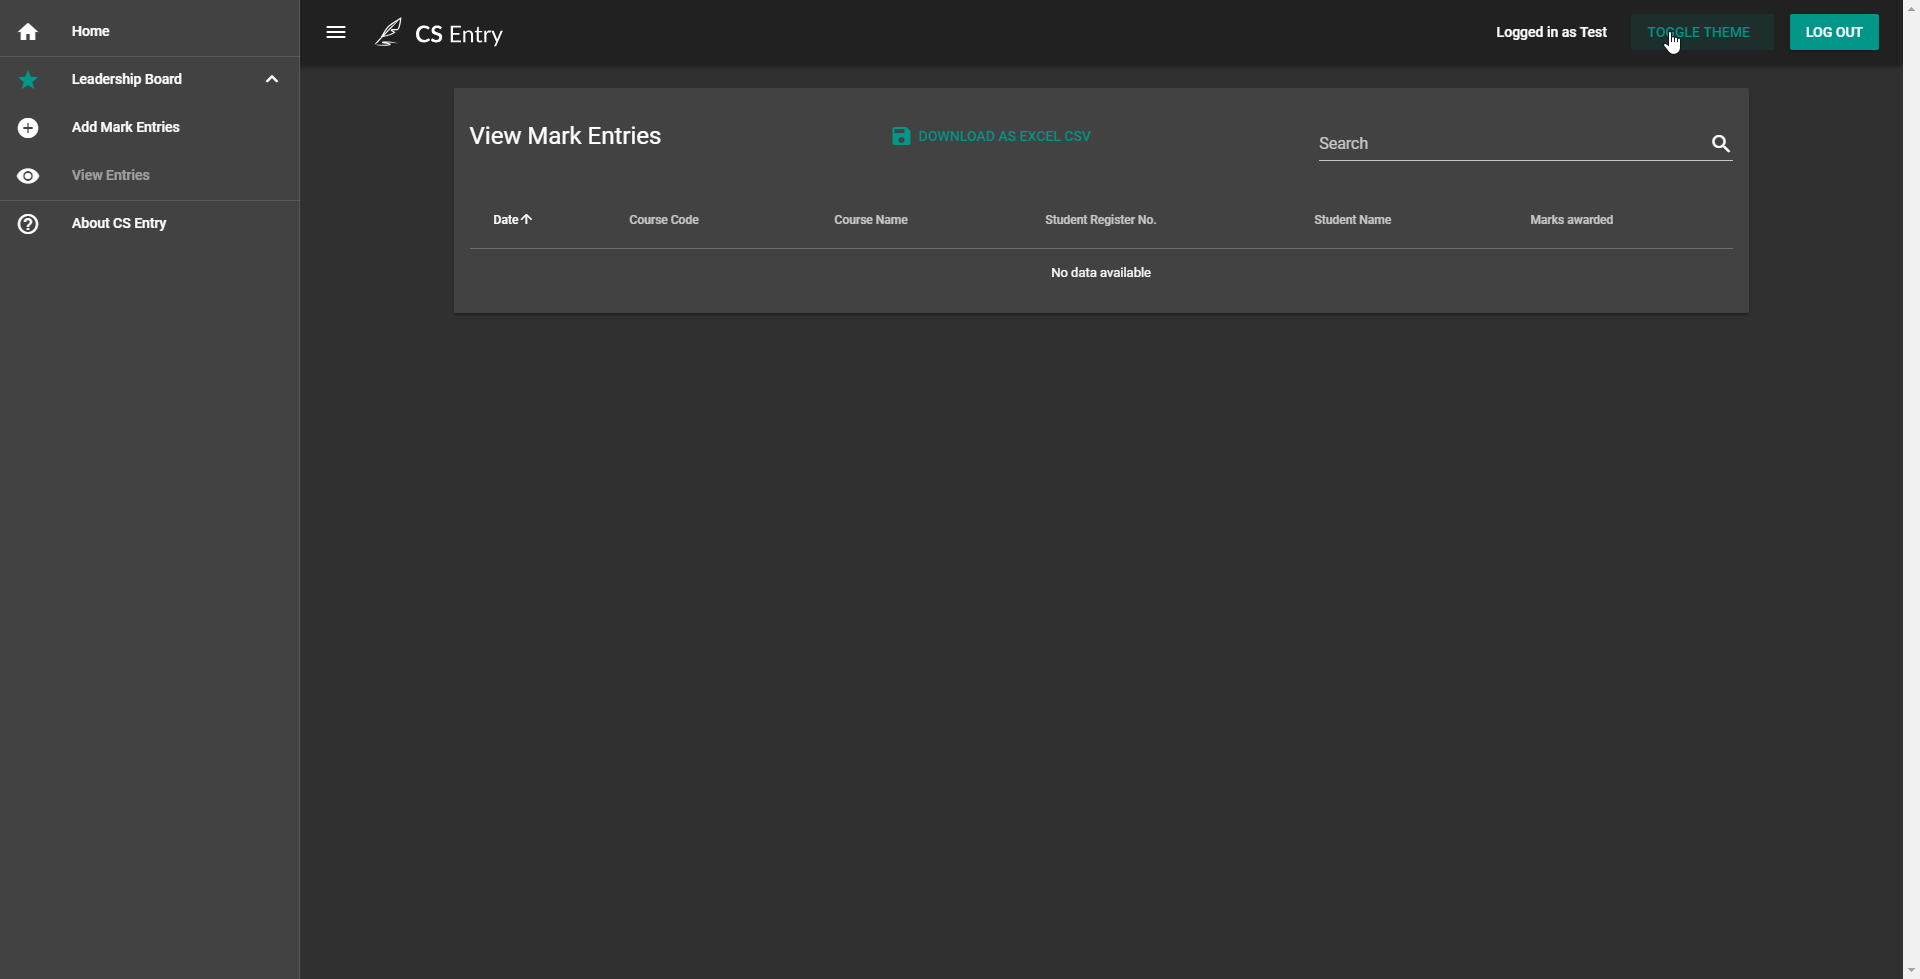 Home
Leadership Board
Add Mark Entries
View Entries
About CS Entry
CS Entry
Logged in as Test
TOGGLE THEME
LOG OUT
View Mark Entries
DOWNLOAD AS EXCEL CSV
Search
Date Course Code Course Name Student Register No. Student Name Marks awarded
No data available